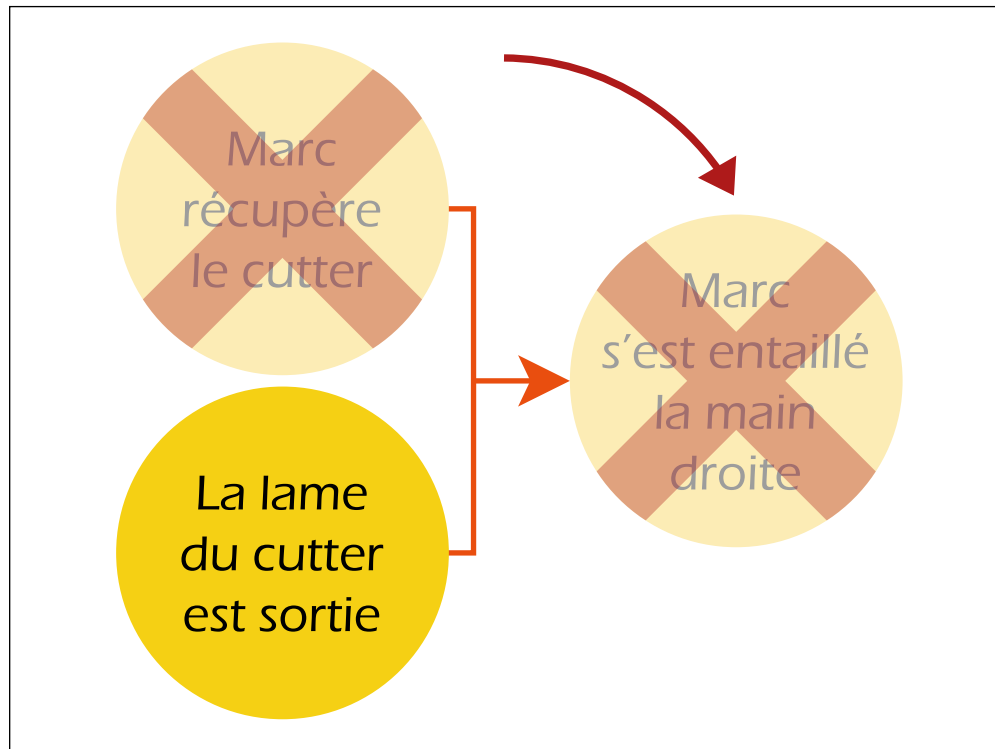 Marc
récupère
le cutter
Marc
s'est entaillé
la main
droite
La lame
du cutter
est sortie